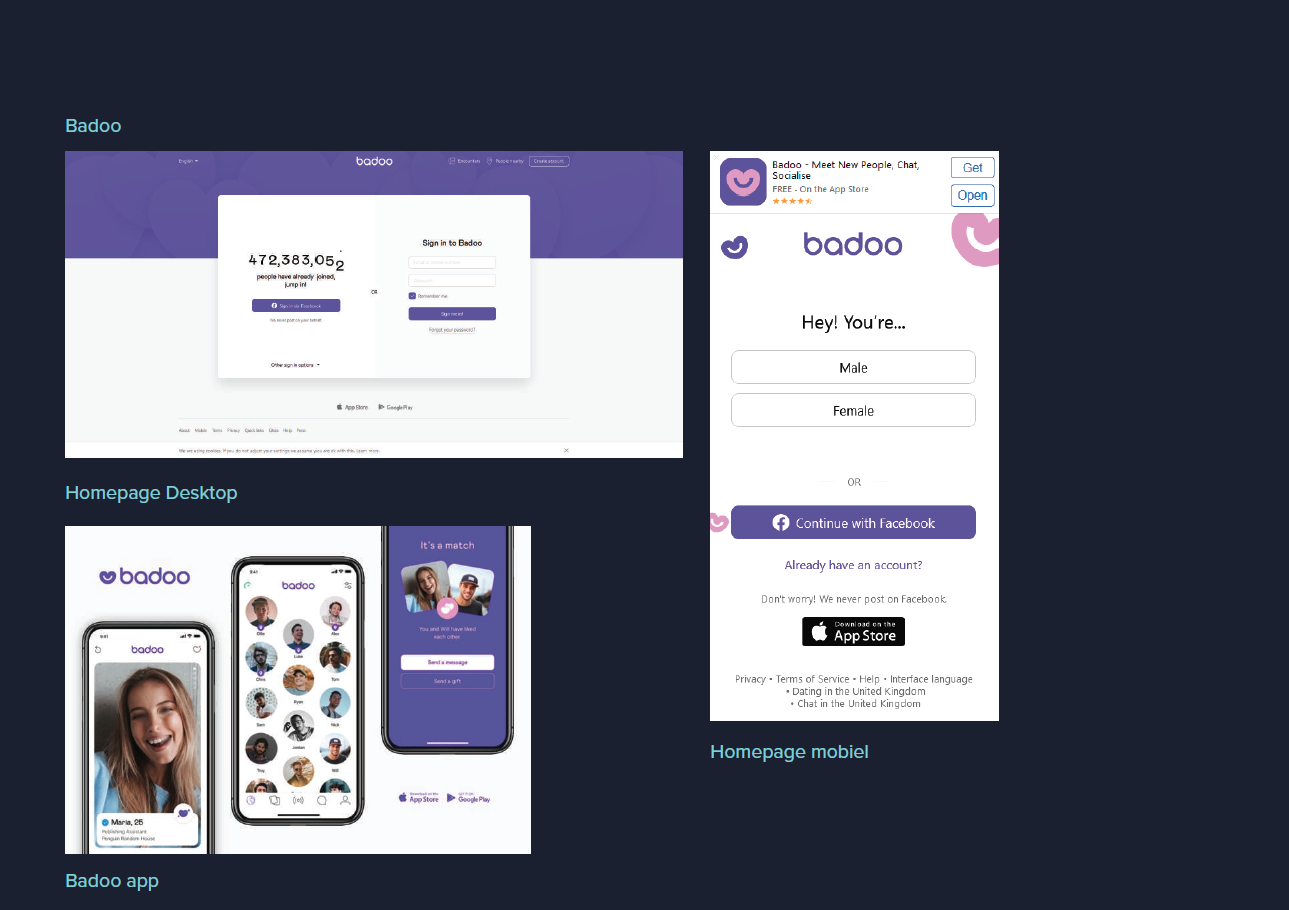 Badoo
English
badoo
Encounters
People nearby
Create account
472,383,052
people have already joined,
jump in!
Sign in via Facebook
We never post on your behalf!
Other sign in options
OR
Sign in to Badoo
Remember me
Sign me in!
Forgot your password?
App Store
Google Play
About Mobile Terms Privacy Help
We are using cookies. If you do not adjust your settings we assume you are ok with this. Learn more.
Homepage Desktop
badoo
9:41
badoo
Maria, 25
Publishing Assistant
Penguin Random House
9:41
badoo
Ellie
Alex
Luke
Chris
Tom
Ryan
Sam
Nick
Jordan
Troy
Will
It's a match
You and Will have liked
each other
Send a message
Send a gift
Download on the
App Store
GET IT ON
Google Play
Badoo app
Badoo - Meet New People, Chat,
Socialise
FREE - On the App Store
Get
Open
badoo
Hey! You're...
Male
Female
OR
Continue with Facebook
Already have an account?
Don't worry! We never post on Facebook.
Download on the
App Store
Privacy • Terms of Service • Help • Interface language
• Dating in the United Kingdom
• Chat in the United Kingdom
Homepage mobiel